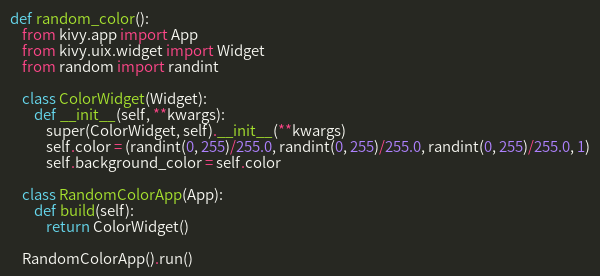 def random_color():
    from kivy.app import App
    from kivy.uix.widget import Widget
    from random import randint

    class ColorWidget(Widget):
        def __init__(self, **kwargs):
            super(ColorWidget, self).__init__(**kwargs)
            self.color = (randint(0, 255)/255.0, randint(0, 255)/255.0, randint(0, 255)/255.0, 1)
            self.background_color = self.color

    class RandomColorApp(App):
        def build(self):
            return ColorWidget()

    RandomColorApp().run()